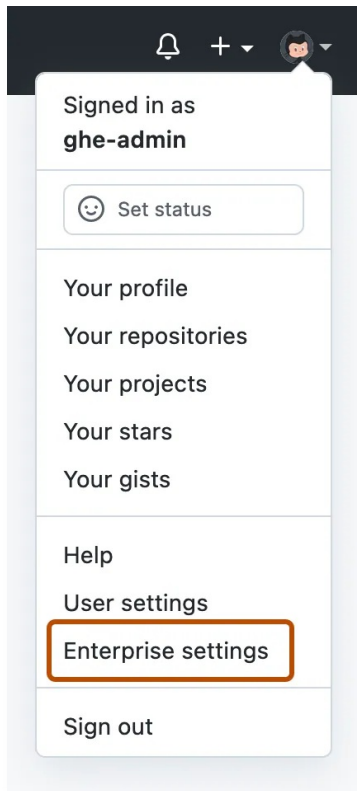 Signed in as
ghe-admin
Set status
Your profile
Your repositories
Your projects
Your stars
Your gists
Help
User settings
Enterprise settings
Sign out